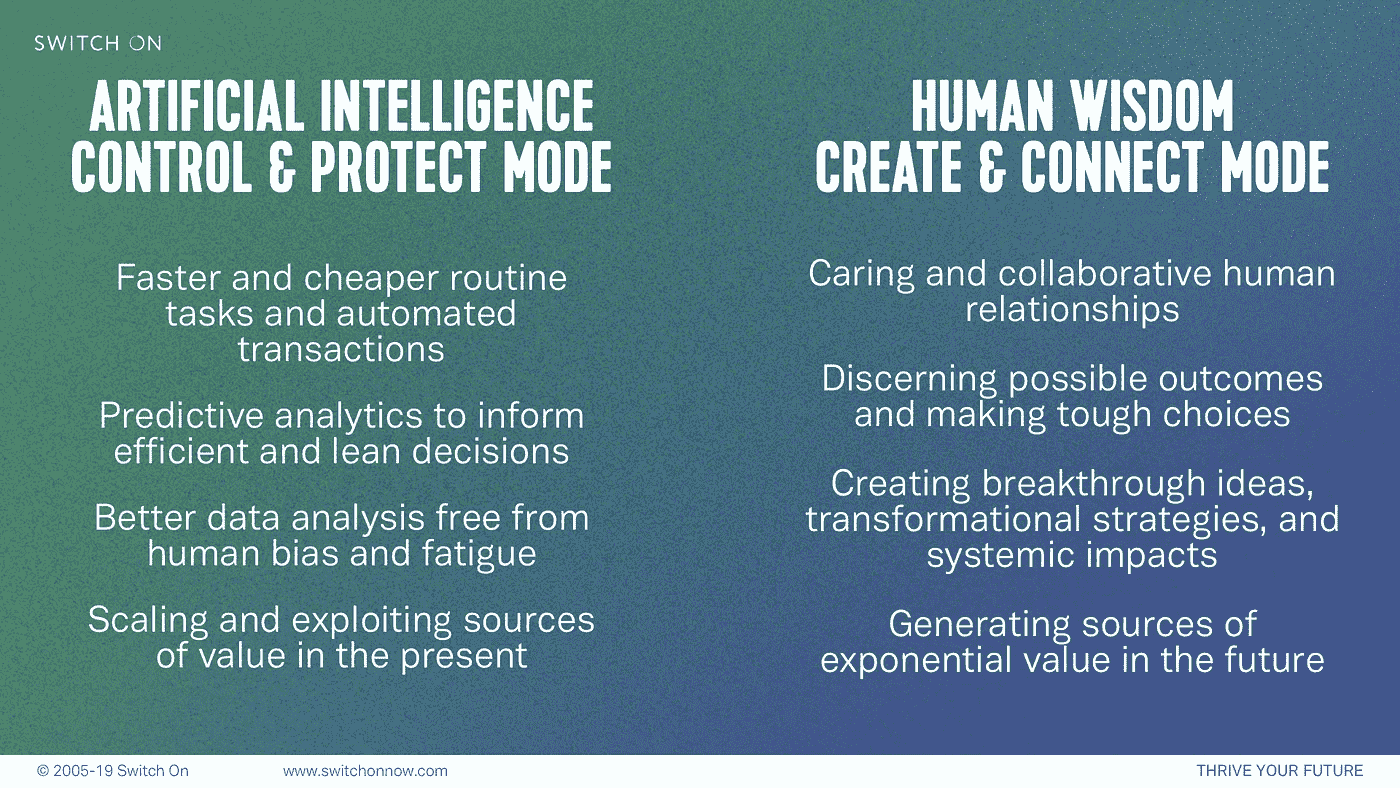 SWITCH ON
ARTIFICIAL INTELLIGENCE
CONTROL & PROTECT MODE
Faster and cheaper routine
tasks and automated
transactions
Predictive analytics to inform
efficient and lean decisions
Better data analysis free from
human bias and fatigue
Scaling and exploiting sources
of value in the present
HUMAN WISDOM
CREATE & CONNECT MODE
Caring and collaborative human
relationships
Discerning possible outcomes
and making tough choices
Creating breakthrough ideas,
transformational strategies, and
systemic impacts
Generating sources of
exponential value in the future
© 2005-19 Switch On
www.switchonnow.com
THRIVE YOUR FUTURE